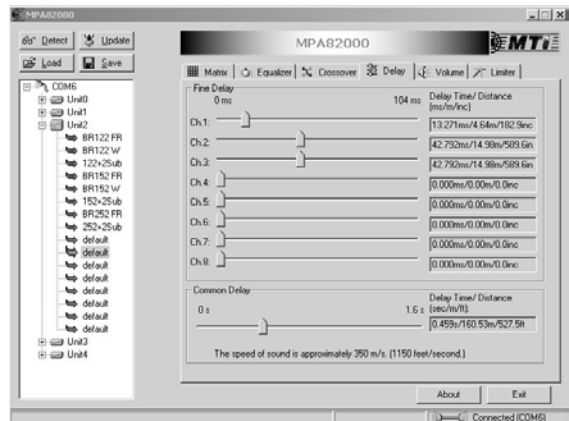 MPA82000
Detect
Update
Load
Save
MPA82000
MTi
Matrix
Equalizer
Crossover
Delay
Volume
Limiter
COM6
Unit0
Unit1
Unit2
BR122 FR
BR122 W
122+2Sub
BR152 FR
BR152 W
152+2Sub
BR252 FR
252+2Sub
default
default
default
default
default
default
default
default
Unit3
Unit4
Fine Delay
0 ms
104 ms
Delay Time/ Distance
(ms/m/inc)
Ch.1:
13.271ms/4.64m/182.9inc
Ch.2:
42.792ms/14.98m/589.6in
Ch.3:
42.792ms/14.98m/589.6in
Ch.4:
0.000ms/0.00m/0.0inc
Ch.5:
0.000ms/0.00m/0.0inc
Ch.6:
0.000ms/0.00m/0.0inc
Ch.7:
0.000ms/0.00m/0.0inc
Ch.8:
0.000ms/0.00m/0.0inc
Common Delay
0 s
1.6 s
Delay Time/ Distance
(sec/m/ft):
0.459s/160.53m/527.5ft
The speed of sound is approximately 350 m/s. (1150 feet/second.)
About
Exit
Connected (COM6)